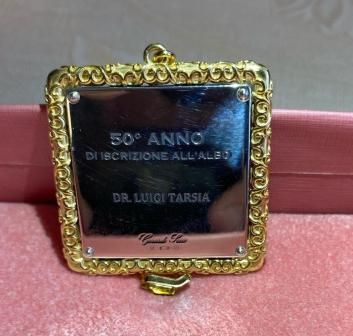 50° ANNO
DI ISCRIZIONE ALL'ALBO
DR. LUIGI TARSIA